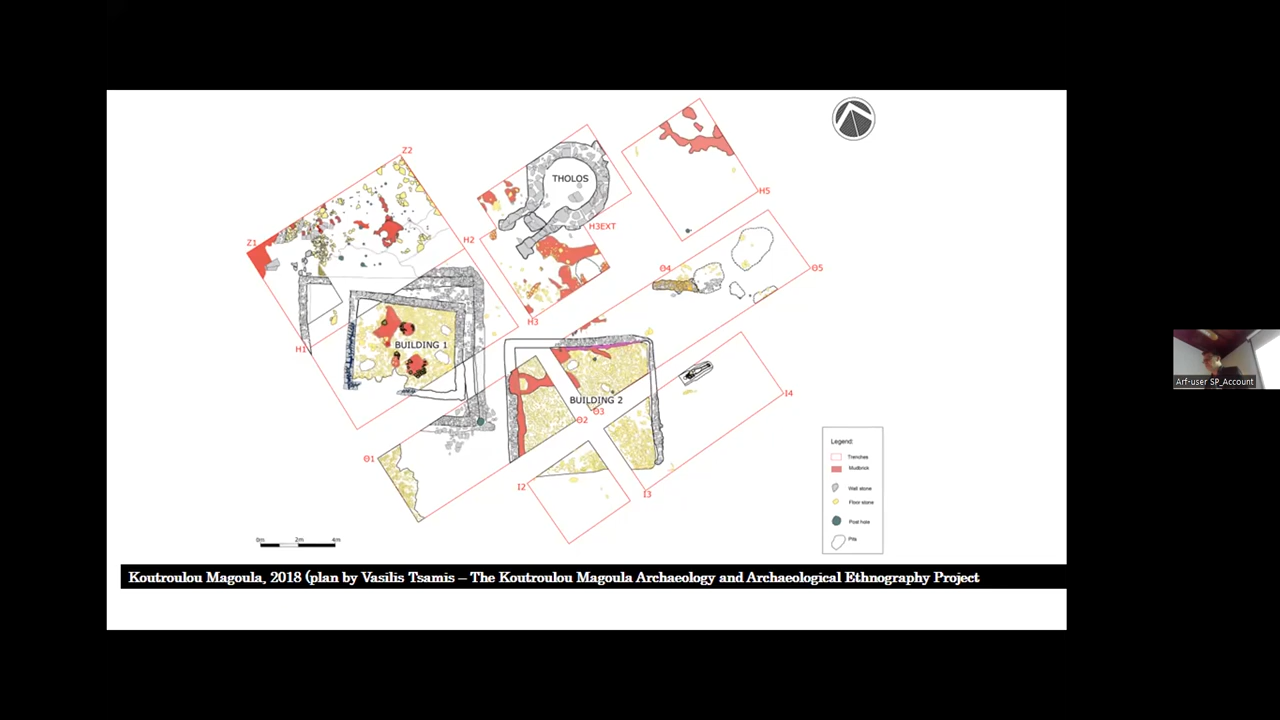 Z2
THOLOS
H5
H3EXT
Z1
H2
Θ4
Θ5
H3
BUILDING 1
H1
I4
BUILDING 2
Θ3
Θ2
Θ1
I2
I3
Legend:
Trenches
Mudbrick
Wall stone
Floor stone
Post hole
Pits
0m 2m 4m
Koutroulou Magoula, 2018 (plan by Vasilis Tsamis – The Koutroulou Magoula Archaeology and Archaeological Ethnography Project
Arf-user SP_Account